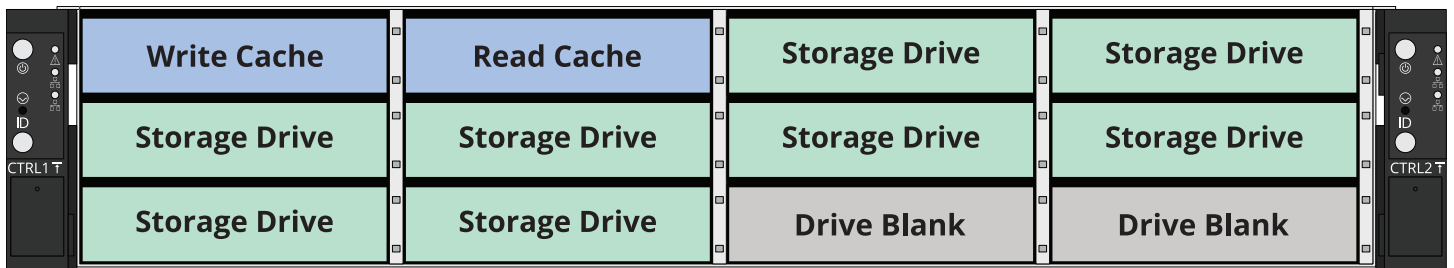 Write Cache Read Cache Storage Drive Storage Drive
ID
Storage Drive Storage Drive Storage Drive Storage Drive
ID
CTRL1
CTRL2
Storage Drive Storage Drive Drive Blank Drive Blank